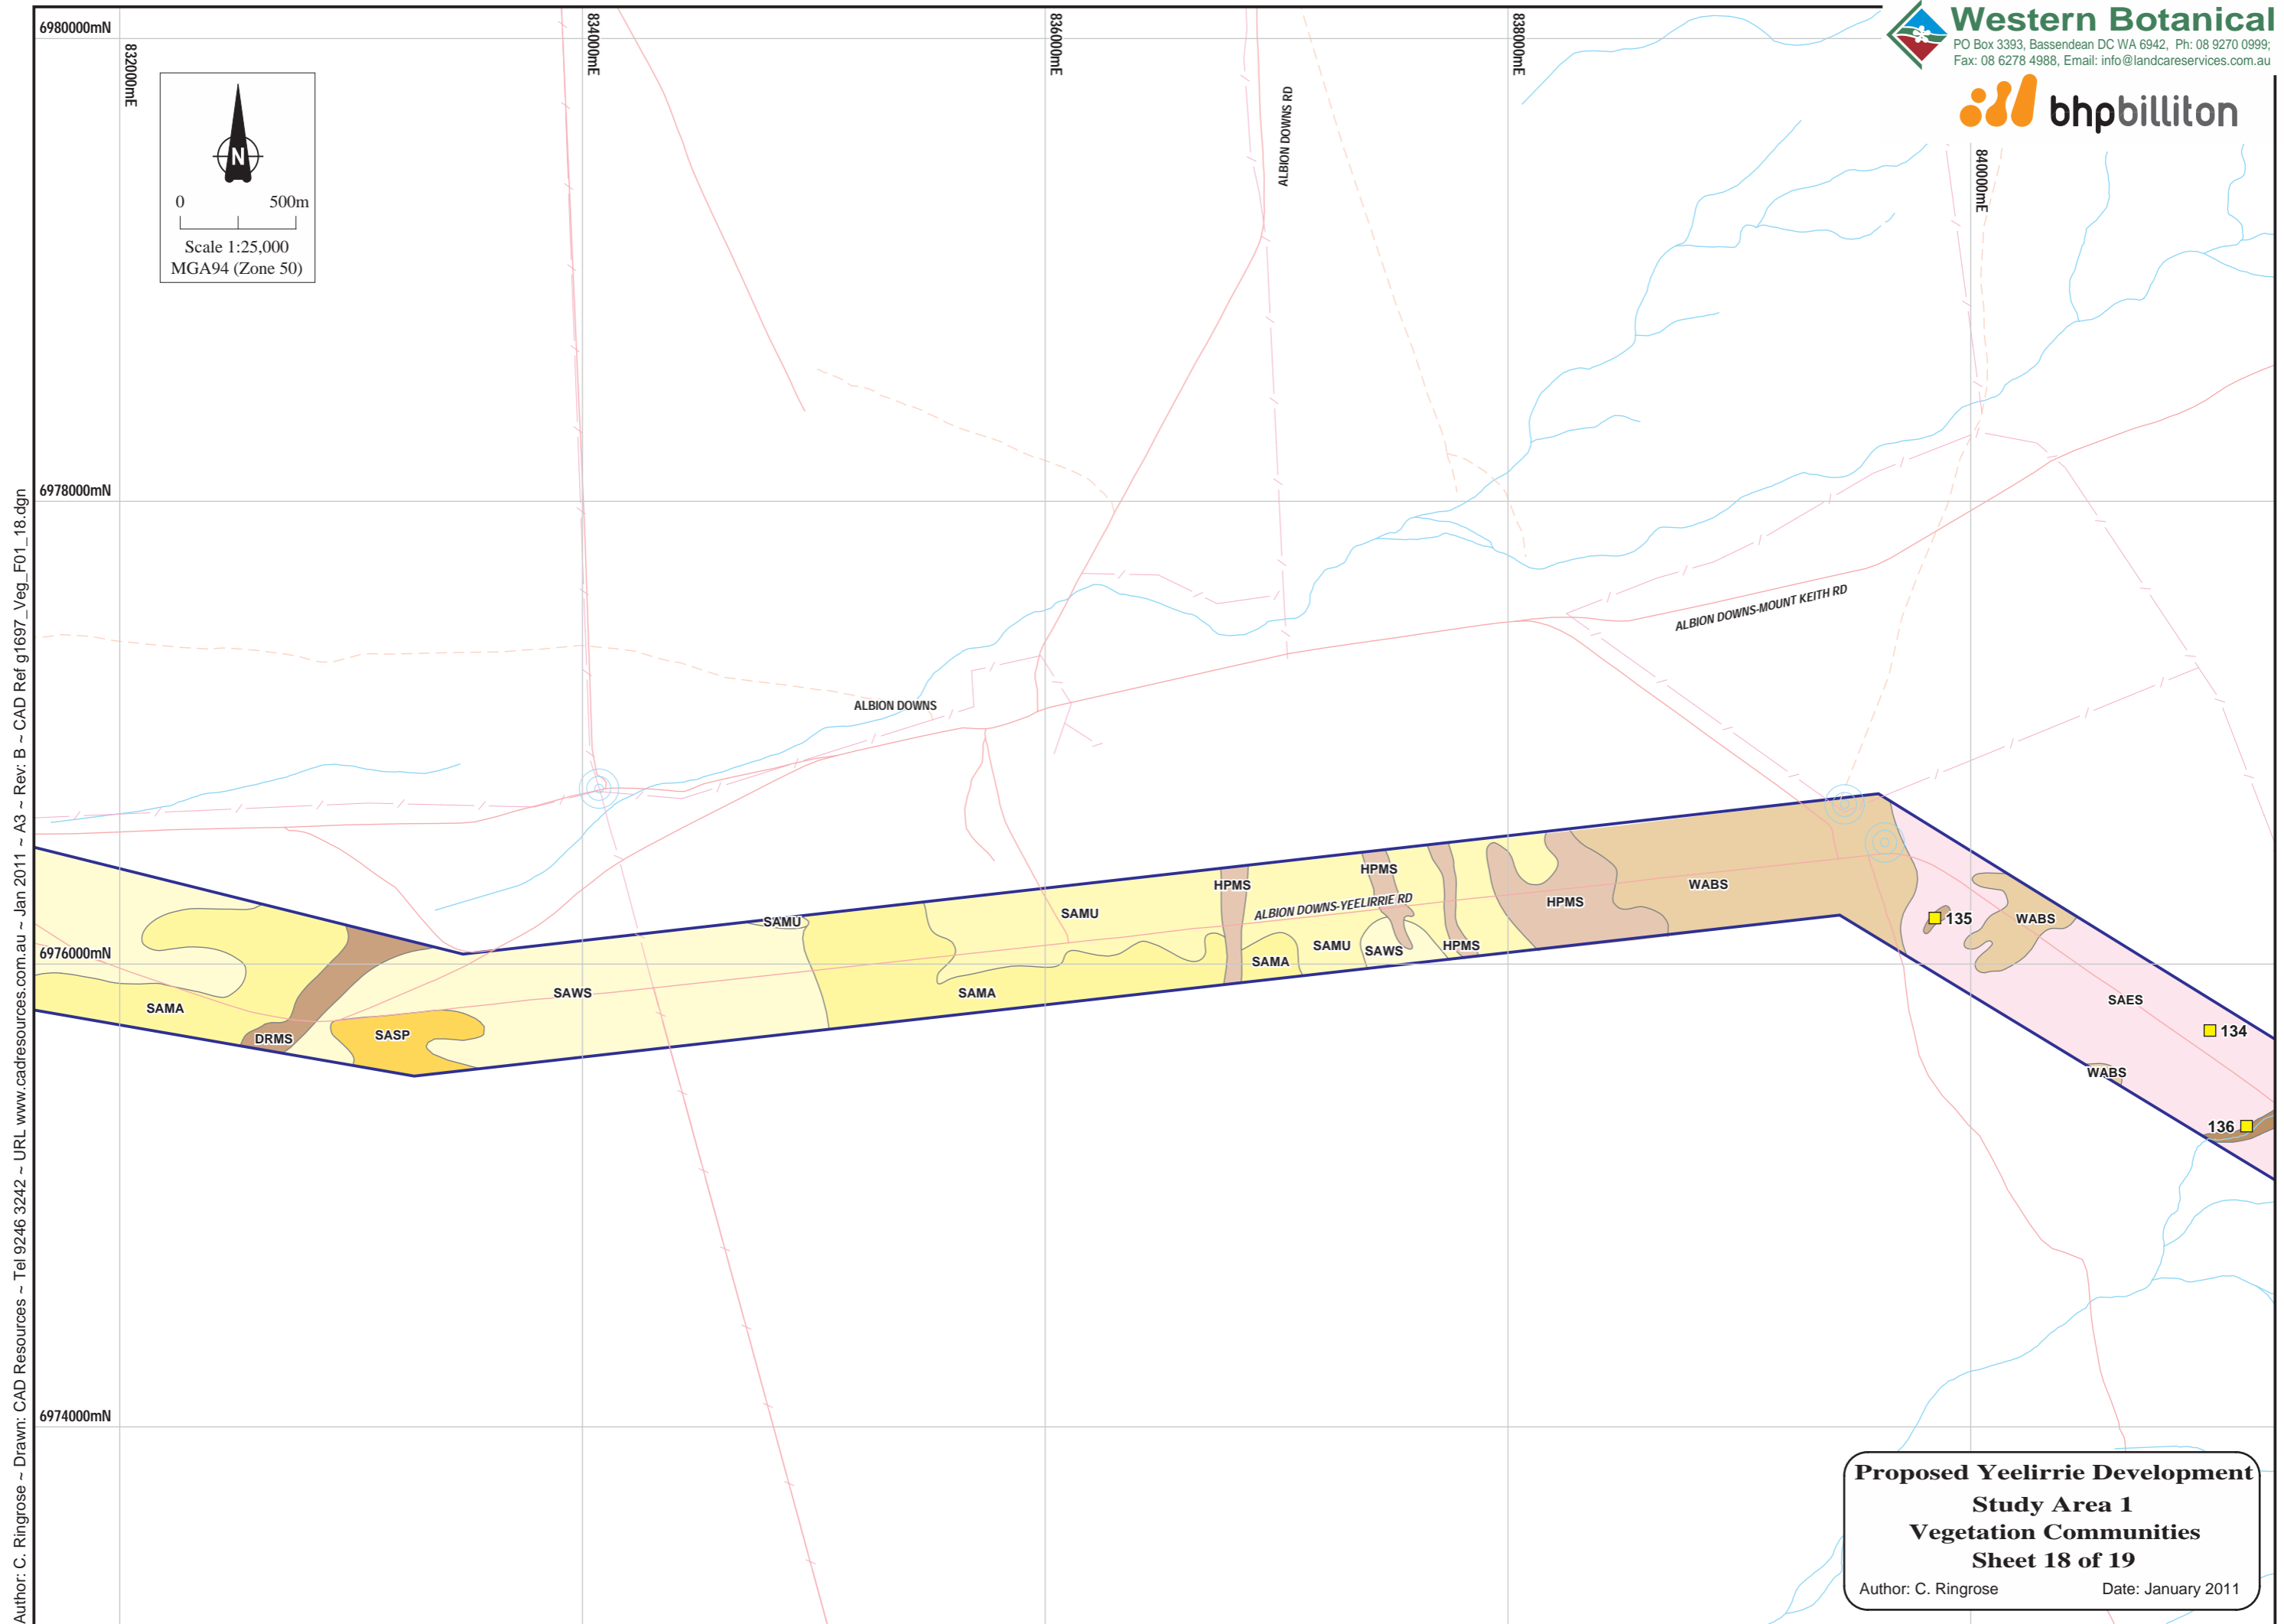 6980000mN
832000mE
834000mE
836000mE
838000mE
840000mE
Western Botanical
PO Box 3393, Bassendean DC WA 6942, Ph: 08 9270 0999;
Fax: 08 6278 4988, Email: info@landcareservices.com.au
bhpbilliton
N
0 500m
Scale 1:25,000
MGA94 (Zone 50)
ALBION DOWNS RD
6978000mN
ALBION DOWNS-MOUNT KEITH RD
ALBION DOWNS
HPMS
HPMS
WABS
HPMS
ALBION DOWNS-YEELIRRIE RD
SAMU
SAMU
135
WABS
6976000mN
SAMU
SAWS
HPMS
SAMA
SAWS
SAMA
SAMA
SAES
DRMS
SASP
134
WABS
136
6974000mN
Proposed Yeelirrie Development
Study Area 1
Vegetation Communities
Sheet 18 of 19
Author: C. Ringrose Date: January 2011
Author: C. Ringrose ~ Drawn: CAD Resources ~ Tel 9246 3242 ~ URL www.cadresources.com.au ~ Jan 2011 ~ A3 ~ Rev: B ~ CAD Ref g1697_Veg_F01_18.dgn